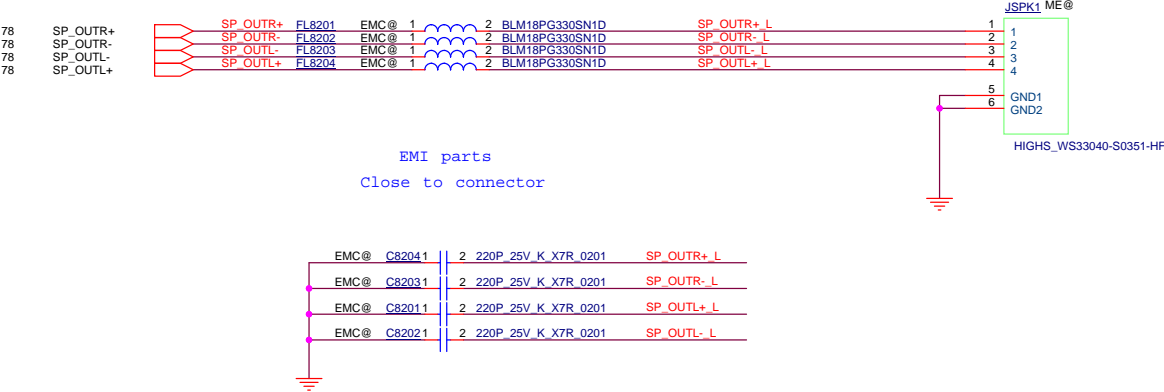 JSPK1 ME@
78 SP_OUTR+ SP_OUTR+ FL8201 EMC@ 1 2 BLM18PG330SN1D SP_OUTR+_L 1 1
78 SP_OUTR- SP_OUTR- FL8202 EMC@ 1 2 BLM18PG330SN1D SP_OUTR-_L 2 2
78 SP_OUTL- SP_OUTL- FL8203 EMC@ 1 2 BLM18PG330SN1D SP_OUTL-_L 3 3
78 SP_OUTL+ SP_OUTL+ FL8204 EMC@ 1 2 BLM18PG330SN1D SP_OUTL+_L 4 4
5 GND1
6 GND2
HIGHS_WS33040-S0351-HF
EMI parts
Close to connector
EMC@ C8204 1 2 220P_25V_K_X7R_0201 SP_OUTR+_L
EMC@ C8203 1 2 220P_25V_K_X7R_0201 SP_OUTR-_L
EMC@ C8201 1 2 220P_25V_K_X7R_0201 SP_OUTL+_L
EMC@ C8202 1 2 220P_25V_K_X7R_0201 SP_OUTL-_L